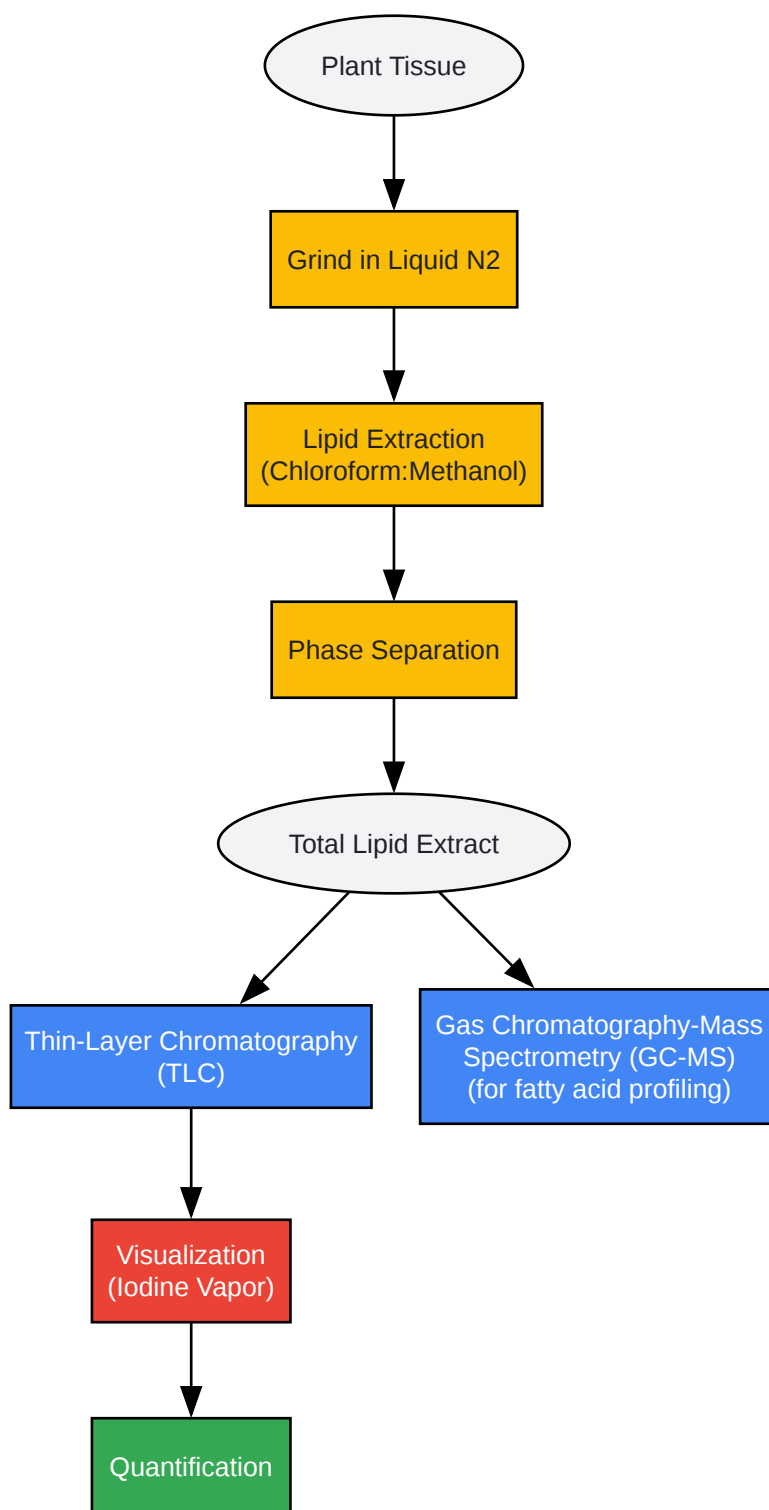 Plant Tissue
Grind in Liquid N2
Lipid Extraction
(Chloroform:Methanol)
Phase Separation
Total Lipid Extract
Thin-Layer Chromatography
(TLC)
Gas Chromatography-Mass
Spectrometry (GC-MS)
(for fatty acid profiling)
Visualization
(Iodine Vapor)
Quantification